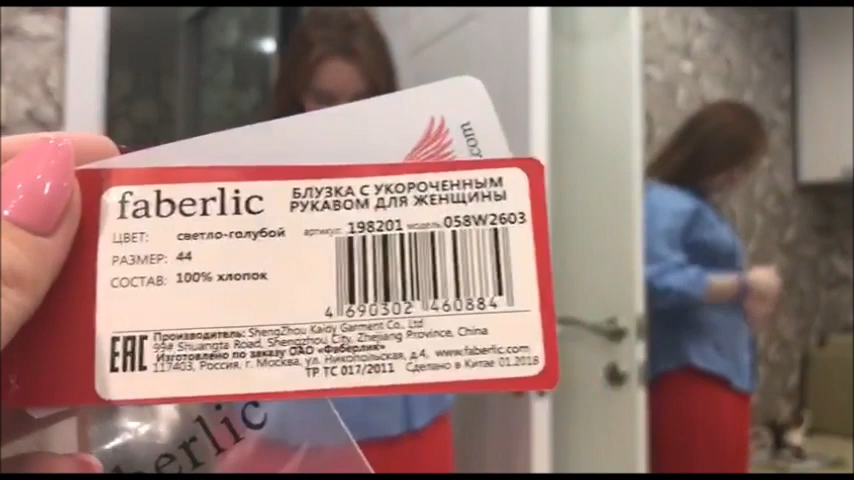 .com
faberlic
БЛУЗКА С УКОРОЧЕННЫМ
РУКАВОМ ДЛЯ ЖЕНЩИНЫ
ЦВЕТ: светло-голубой
артикул: 198201 модель: 058W2603
РАЗМЕР: 44
СОСТАВ: 100% хлопок
4 690302 460884
EAC
Производитель: ShengZhou Kaidy Garment Co., Ltd
99# Shuangta Road, Shengzhou City, Zhejiang Province, China
Изготовлено по заказу ОАО «Фаберлик»
117403, Россия, г. Москва, ул. Никопольская, д.4, www.faberlic.com
ТР ТС 017/2011 Сделано в Китае 01.2018
faberlic